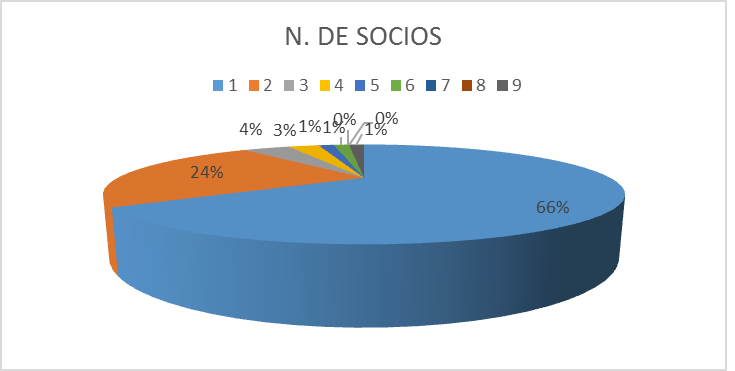 N. DE SOCIOS
1 2 3 4 5 6 7 8 9
4% 3% 1% 1% 0% 0% 1%
24%
66%